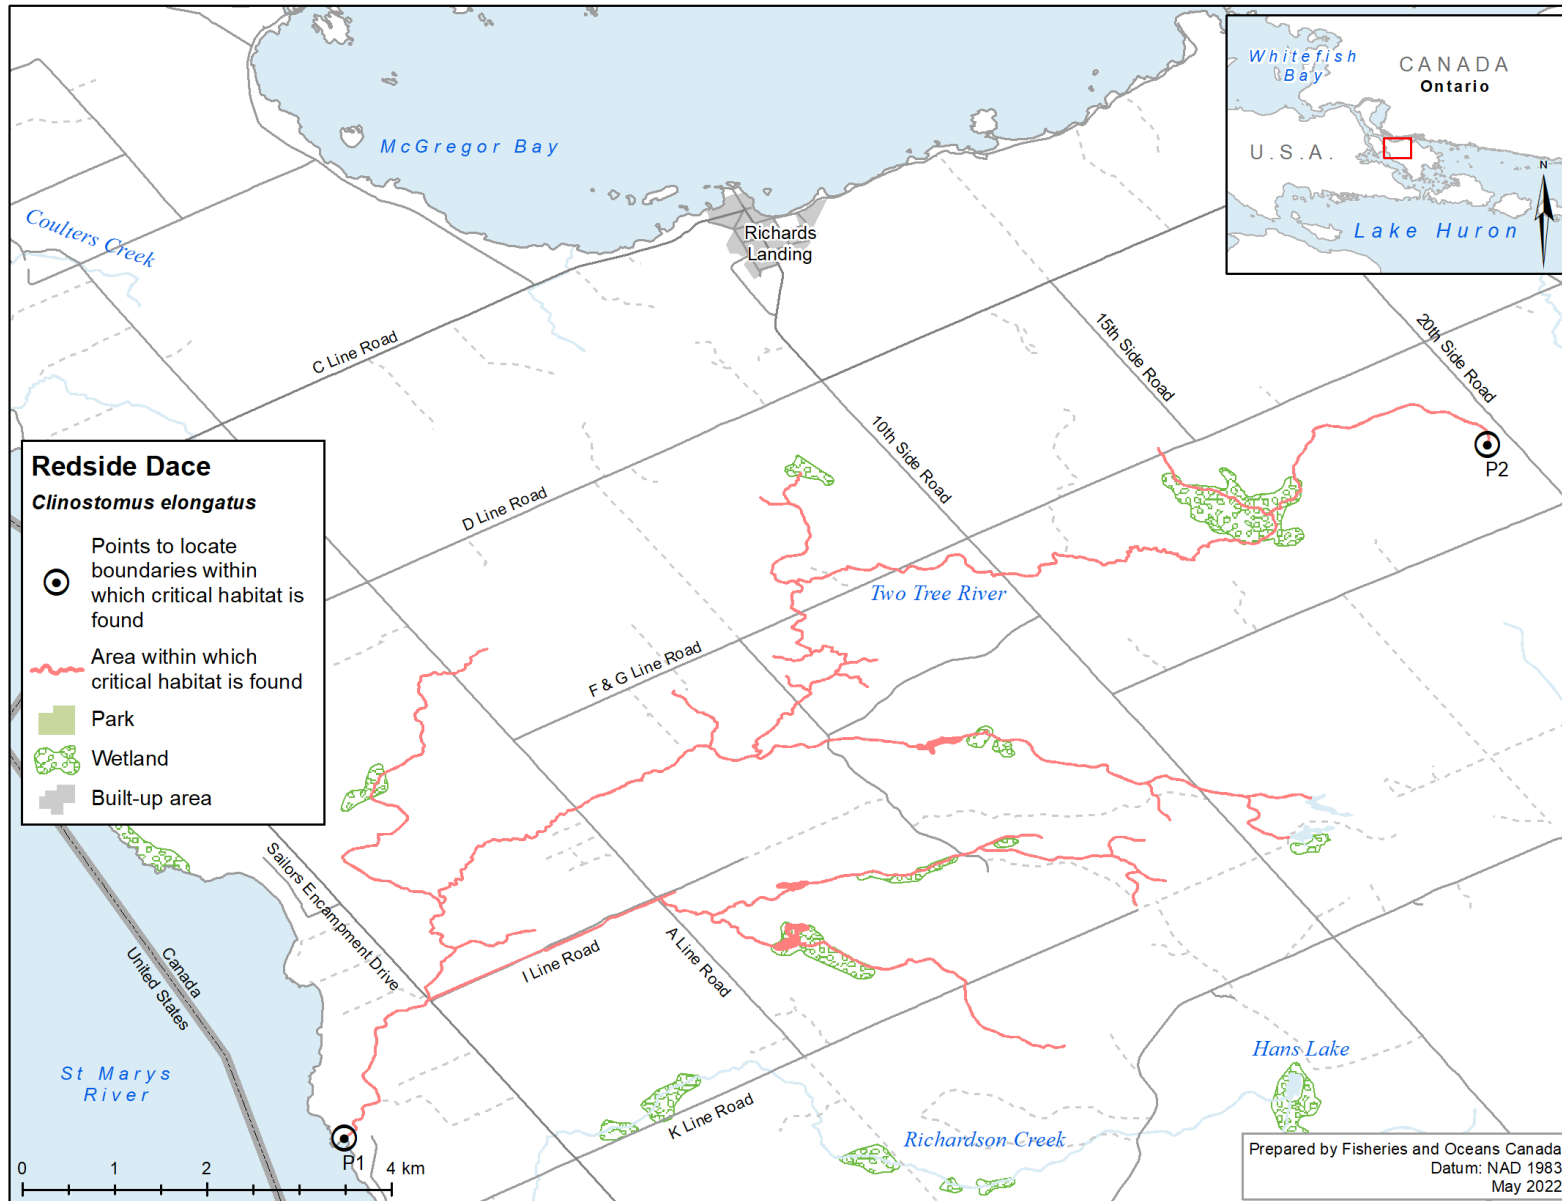 McGregor Bay
Coulters
Creek
Richards
Landing
C Line Road
D Line Road
10th Side Road
15th Side Road
20th Side Road
P2
Two Tree River
F & G Line Road
Sailors Encampment Drive
I Line Road
A Line Road
K Line Road
Canada
United States
St Marys
River
P1
Richardson Creek
Hans Lake
Whitefish
Bay
CANADA
Ontario
U.S.A.
N
Lake Huron
Redside Dace
Clinostomus elongatus
Points to locate
boundaries within
which critical habitat is
found
Area within which
critical habitat is found
Park
Wetland
Built-up area
0 1 2 4 km
Prepared by Fisheries and Oceans Canada
Datum: NAD 1983
May 2022